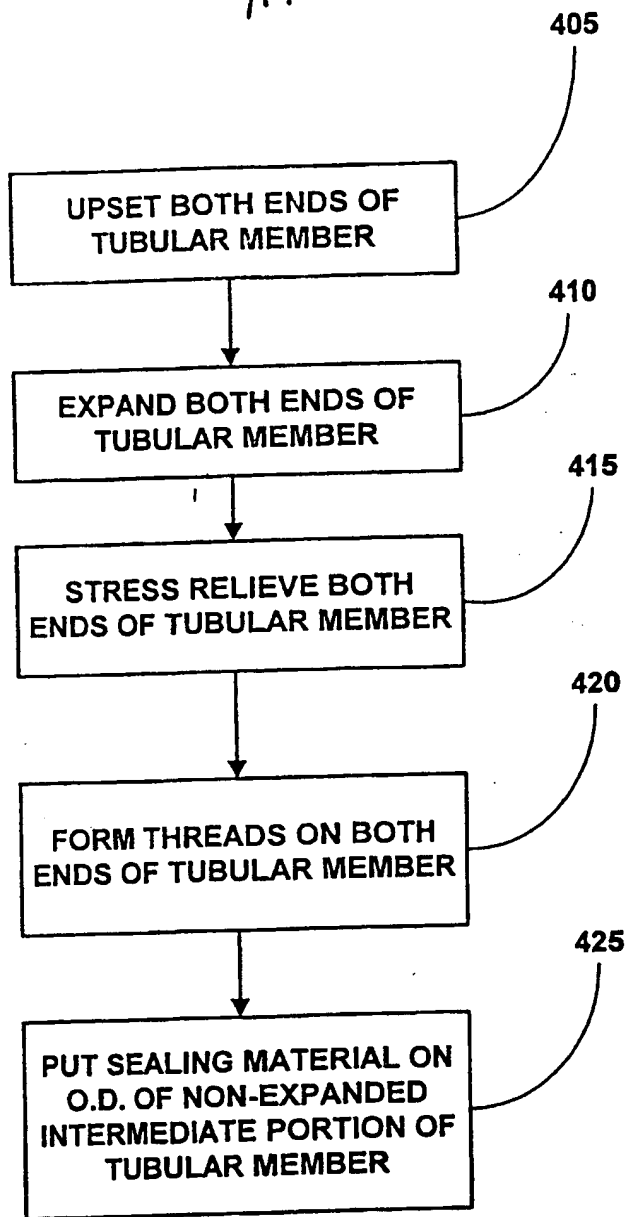 405
UPSET BOTH ENDS OF
TUBULAR MEMBER
410
EXPAND BOTH ENDS OF
TUBULAR MEMBER
415
STRESS RELIEVE BOTH
ENDS OF TUBULAR MEMBER
420
FORM THREADS ON BOTH
ENDS OF TUBULAR MEMBER
425
PUT SEALING MATERIAL ON
O.D. OF NON-EXPANDED
INTERMEDIATE PORTION OF
TUBULAR MEMBER